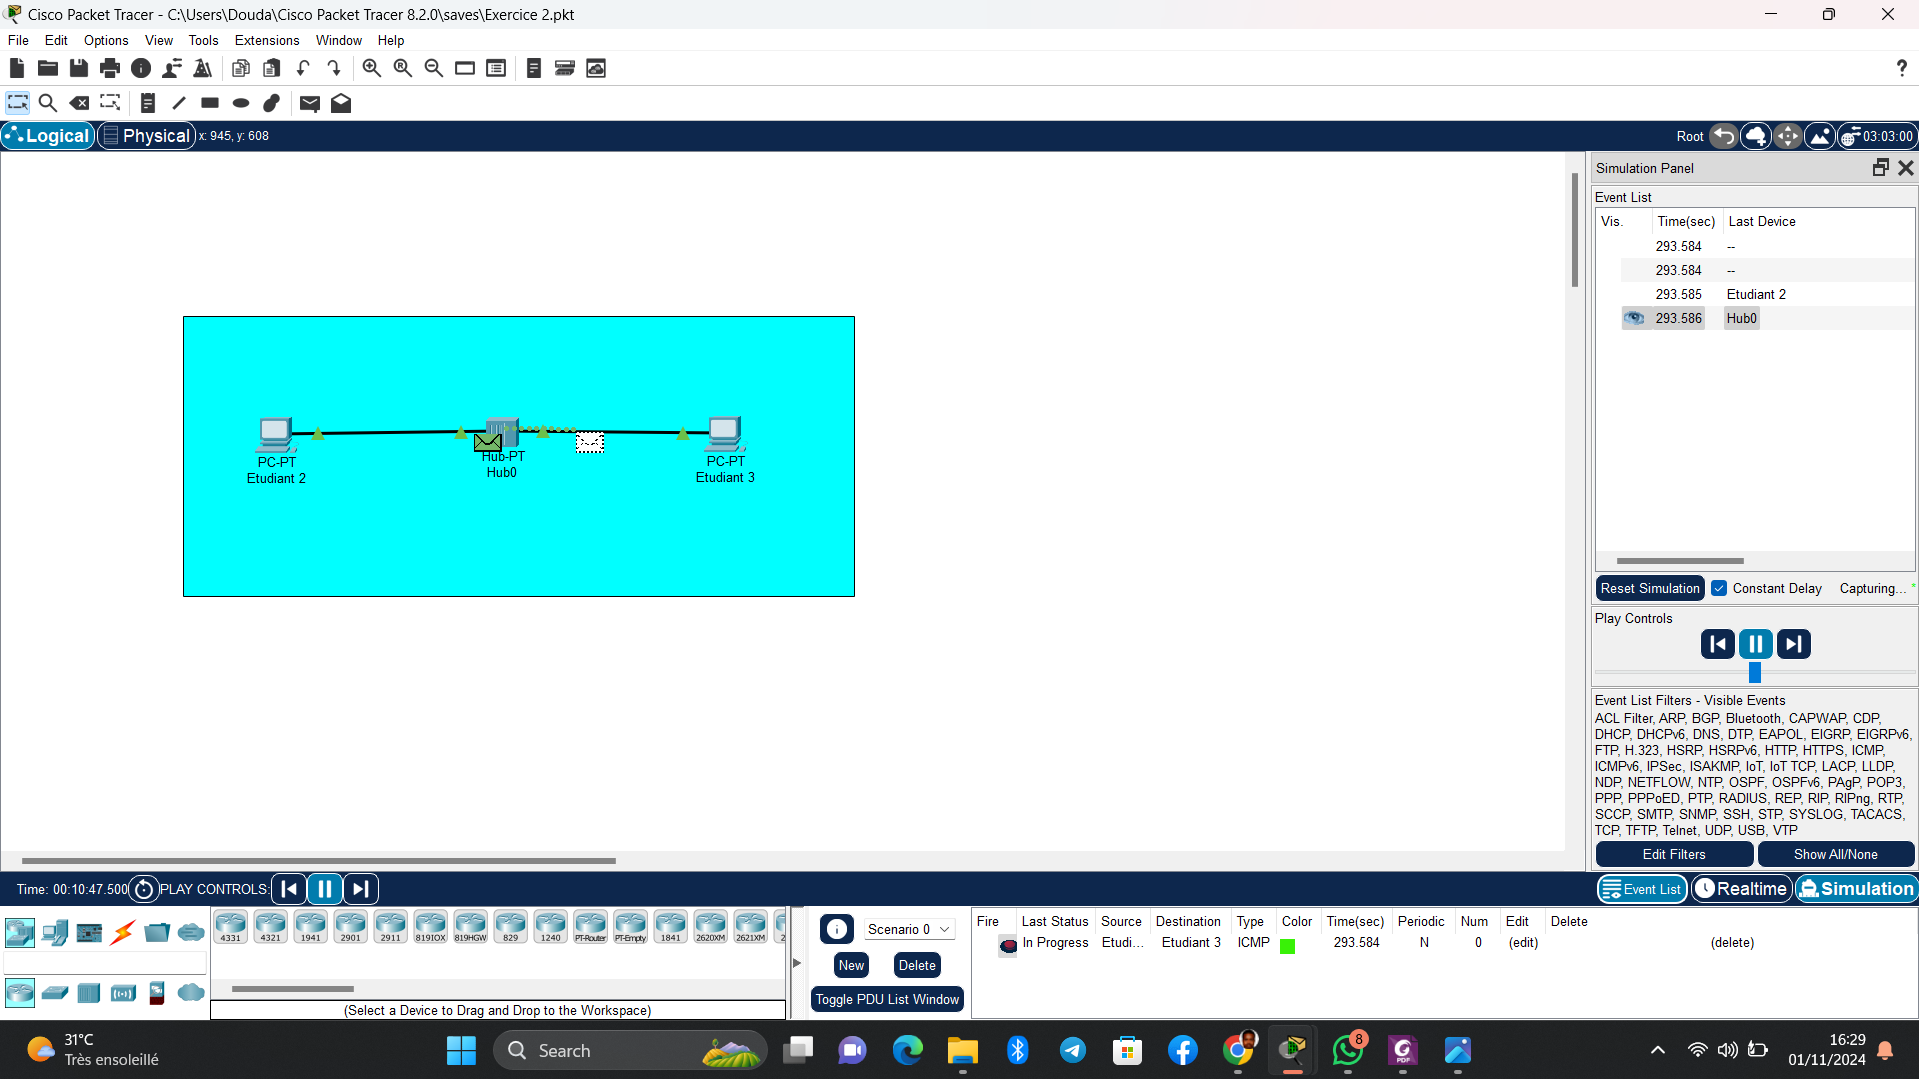 Cisco Packet Tracer - C:\Users\Douda\Cisco Packet Tracer 8.2.0\saves\Exercice 2.pkt
File Edit Options View Tools Extensions Window Help
?
Logical Physical x: 945, y: 608 Root 03:03:00
Simulation Panel
Event List
Vis. Time(sec) Last Device
293.584 --
293.584 --
293.585 Etudiant 2
293.586 Hub0
PC-PT
Etudiant 2
Hub-PT
Hub0
PC-PT
Etudiant 3
Reset Simulation Constant Delay Capturing...
Play Controls
Event List Filters - Visible Events
ACL Filter, ARP, BGP, Bluetooth, CAPWAP, CDP,
DHCP, DHCPv6, DNS, DTP, EAPOL, EIGRP, EIGRPv6,
FTP, H.323, HSRP, HSRPv6, HTTP, HTTPS, ICMP,
ICMPv6, IPSec, ISAKMP, IoT, IoT TCP, LACP, LLDP,
NDP, NETFLOW, NTP, OSPF, OSPFv6, PAgP, POP3,
PPP, PPPoED, PTP, RADIUS, REP, RIP, RIPng, RTP,
SCCP, SMTP, SNMP, SSH, STP, SYSLOG, TACACS,
TCP, TFTP, Telnet, UDP, USB, VTP
Edit Filters Show All/None
Time: 00:10:47.500 PLAY CONTROLS: Event List Realtime Simulation
4331 4321 1941 2901 2911 819IOX 819HGW 829 1240 PT-Router PT-Empty 1841 2620XM 2621XM 2
(Select a Device to Drag and Drop to the Workspace)
Scenario 0
New Delete
Toggle PDU List Window
Fire Last Status Source Destination Type Color Time(sec) Periodic Num Edit Delete
In Progress Etudi... Etudiant 3 ICMP 293.584 N 0 (edit) (delete)
31°C
Très ensoleillé
Search
8
PDF
16:29
01/11/2024